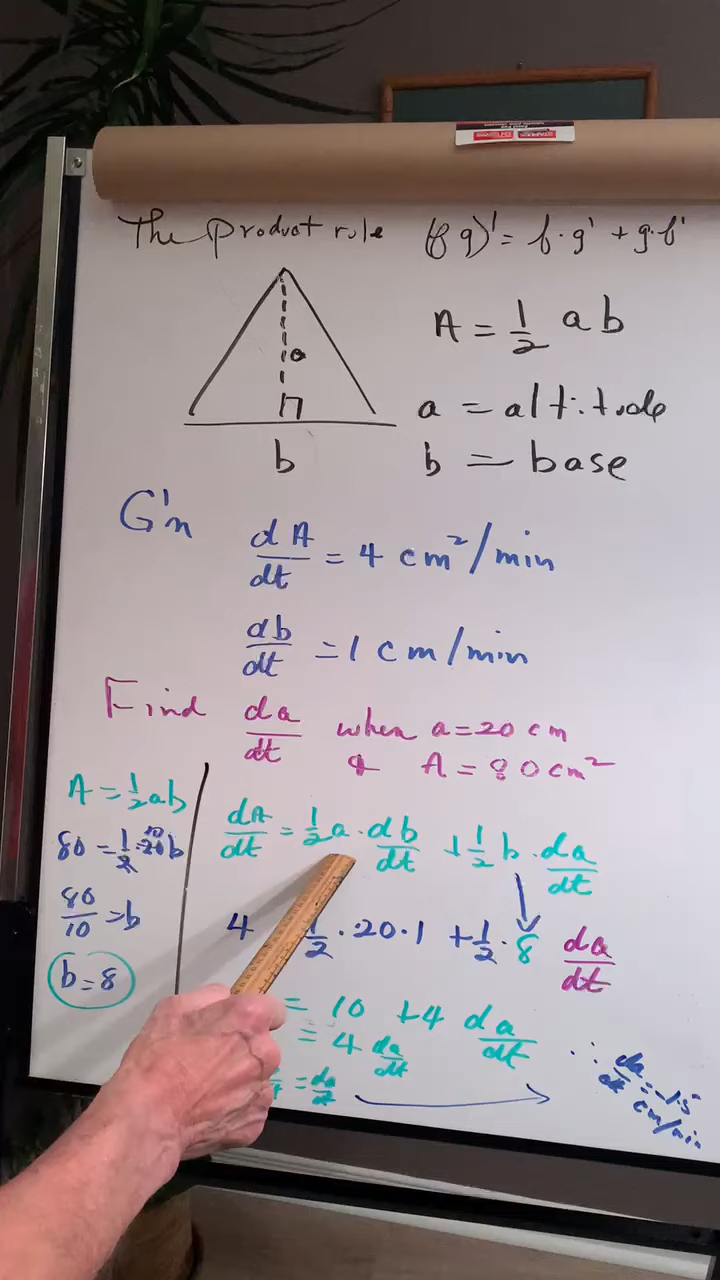 The product rule (f g)' = f · g' + g · f'
A = 1/2 a b
a
a = altitude
b
b = base
G'n
dA/dt = 4 cm²/min
db/dt = 1 cm/min
Find da/dt when a = 20 cm
& A = 80 cm²
A = 1/2 ab
80 = 1/2 · 20 b
10
80/10 = b
b = 8
dA/dt = 1/2 a · db/dt + 1/2 b · da/dt
4 1/2 · 20 · 1 + 1/2 · 8 da/dt
= 10 + 4 da/dt
= 4 da/dt
= da/dt
∴ da/dt = -1.5 cm/min